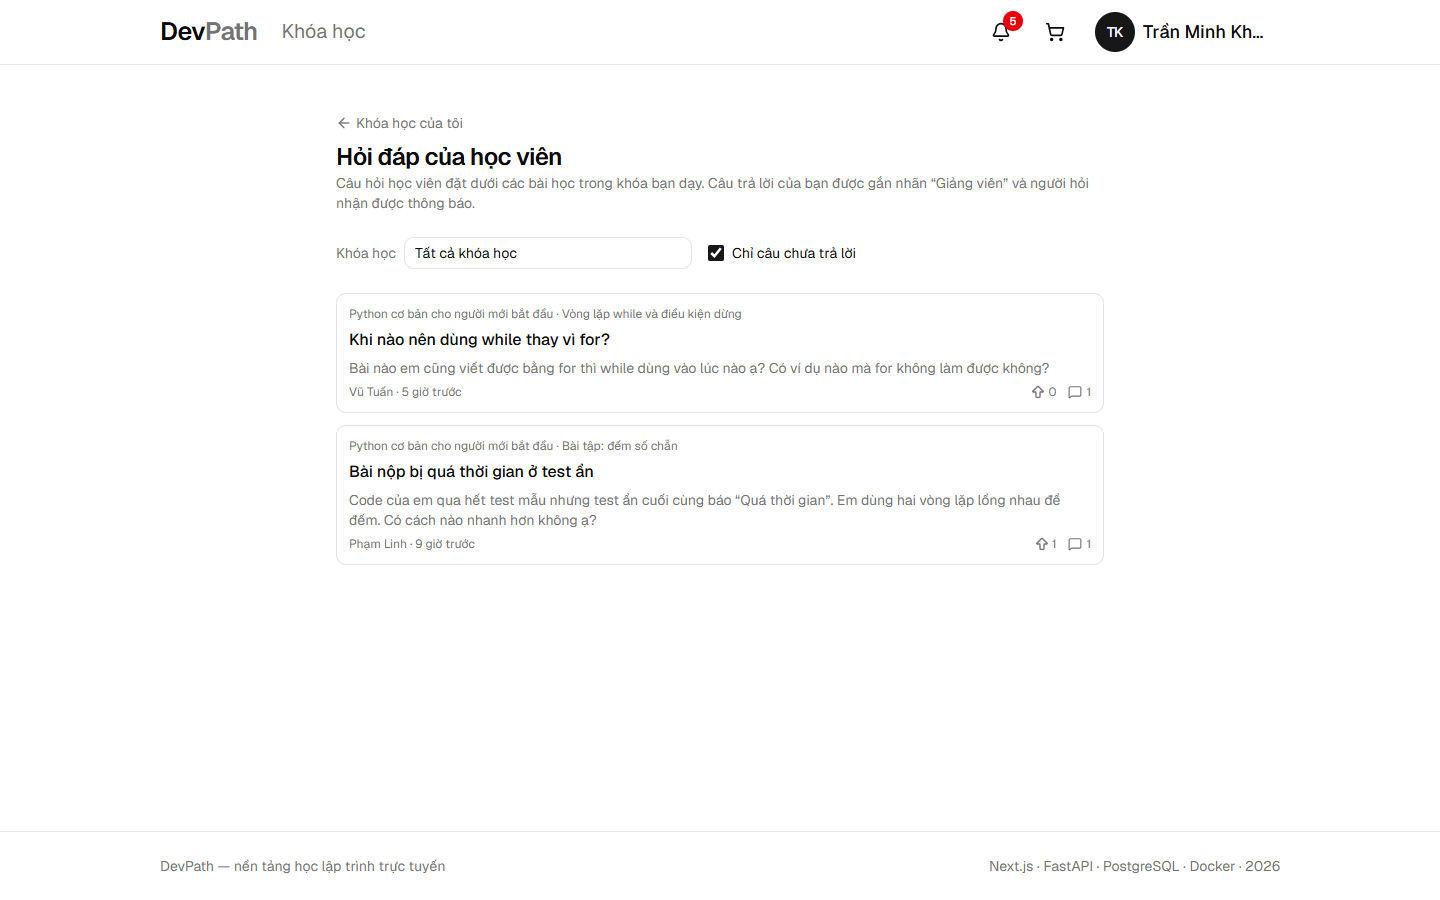 DevPath Khóa học 5 TK Trần Minh Kh...
Khóa học của tôi
Hỏi đáp của học viên
Câu hỏi học viên đặt dưới các bài học trong khóa bạn dạy. Câu trả lời của bạn được gắn nhãn “Giảng viên” và người hỏi
nhận được thông báo.
Khóa học Tất cả khóa học Chỉ câu chưa trả lời
Python cơ bản cho người mới bắt đầu · Vòng lặp while và điều kiện dừng
Khi nào nên dùng while thay vì for?
Bài nào em cũng viết được bằng for thì while dùng vào lúc nào ạ? Có ví dụ nào mà for không làm được không?
Vũ Tuấn · 5 giờ trước 0 1
Python cơ bản cho người mới bắt đầu · Bài tập: đếm số chẵn
Bài nộp bị quá thời gian ở test ẩn
Code của em qua hết test mẫu nhưng test ẩn cuối cùng báo “Quá thời gian”. Em dùng hai vòng lặp lồng nhau để
đếm. Có cách nào nhanh hơn không ạ?
Phạm Linh · 9 giờ trước 1 1
DevPath — nền tảng học lập trình trực tuyến Next.js · FastAPI · PostgreSQL · Docker · 2026